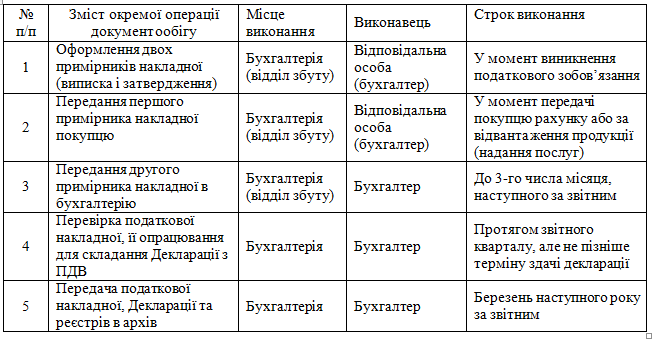 №
п/п
Зміст окремої операції
документообігу
Місце
виконання
Виконавець
Строк виконання
1
Оформлення двох
примірників накладної
(виписка і затвердження)
Бухгалтерія
(відділ збуту)
Відповідальна
особа
(бухгалтер)
У момент виникнення
податкового зобов’язання
2
Передання першого
примірника накладної
покупцю
Бухгалтерія
(відділ збуту)
Відповідальна
особа
(бухгалтер)
У момент передачі
покупцю рахунку або за
відвантаження продукції
(надання послуг)
3
Передання другого
примірника накладної в
бухгалтерію
Бухгалтерія
(відділ збуту)
Бухгалтер
До 3-го числа місяця,
наступного за звітним
4
Перевірка податкової
накладної, її опрацювання
для складання Декларації з
ПДВ
Бухгалтерія
Бухгалтер
Протягом звітного
кварталу, але не пізніше
терміну здачі декларації
5
Передача податкової
накладної, Декларації та
реєстрів в архів
Бухгалтерія
Бухгалтер
Березень наступного року
за звітним